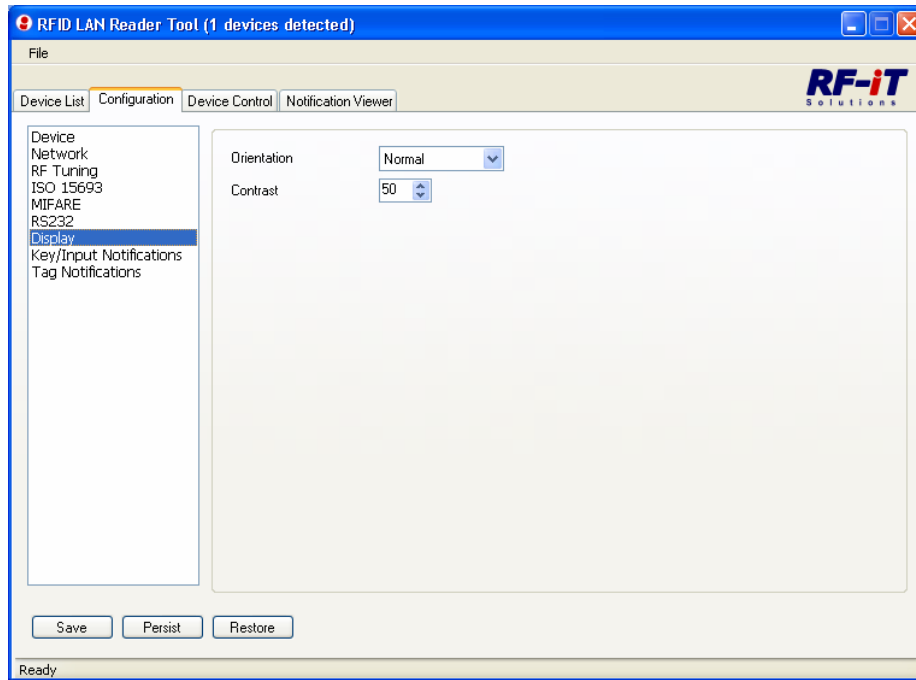 RFID LAN Reader Tool (1 devices detected)
File
RF-iT
Solutions
Device List Configuration Device Control Notification Viewer
Device
Network
RF Tuning
ISO 15693
MIFARE
RS232
Display
Key/Input Notifications
Tag Notifications
Orientation Normal
Contrast 50
Save Persist Restore
Ready